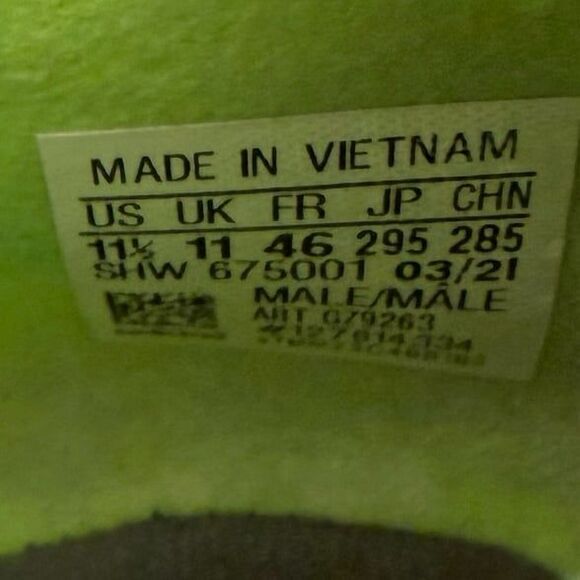 MADE IN VIETNAM
US UK FR JP CHN
11½ 11 46 295 285
SHW 675001 03/21
MALE/MÂLE
ART G79263